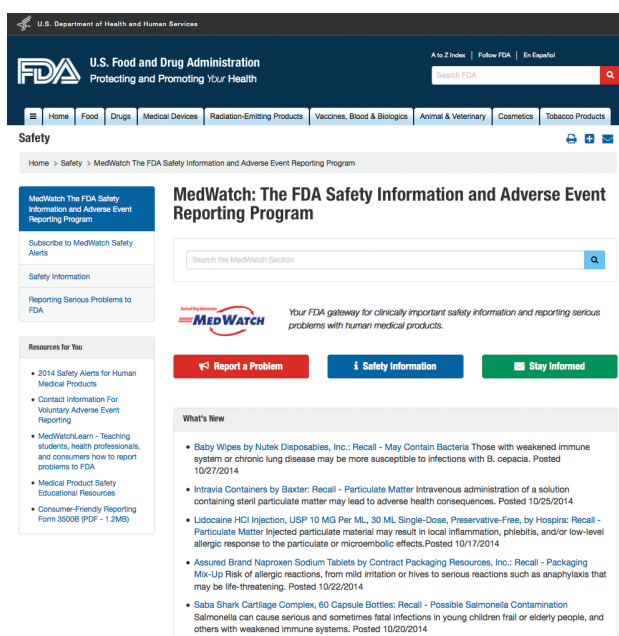 U.S. Department of Health and Human Services
FDA
U.S. Food and Drug Administration
Protecting and Promoting Your Health
A to Z Index | Follow FDA | En Español
Search FDA
Home Food Drugs Medical Devices Radiation-Emitting Products Vaccines, Blood & Biologics Animal & Veterinary Cosmetics Tobacco Products
Safety
Home > Safety > MedWatch The FDA Safety Information and Adverse Event Reporting Program
MedWatch The FDA Safety
Information and Adverse Event
Reporting Program
Subscribe to MedWatch Safety
Alerts
Safety Information
Reporting Serious Problems to
FDA
Resources for You
• 2014 Safety Alerts for Human
Medical Products
• Contact Information For
Voluntary Adverse Event
Reporting
• MedWatchLearn - Teaching
students, health professionals,
and consumers how to report
problems to FDA
• Medical Product Safety
Educational Resources
• Consumer-Friendly Reporting
Form 3500B (PDF - 1.2MB)
MedWatch: The FDA Safety Information and Adverse Event
Reporting Program
Search the MedWatch Section
MEDWATCH
Your FDA gateway for clinically important safety information and reporting serious
problems with human medical products.
Report a Problem
Safety Information
Stay Informed
What's New
• Baby Wipes by Nutek Disposables, Inc.: Recall - May Contain Bacteria Those with weakened immune
system or chronic lung disease may be more susceptible to infections with B. cepacia. Posted
10/27/2014
• Intravia Containers by Baxter: Recall - Particulate Matter Intravenous administration of a solution
containing steril particulate matter may lead to adverse health consequences. Posted 10/25/2014
• Lidocaine HCI Injection, USP 10 MG Per ML, 30 ML Single-Dose, Preservative-Free, by Hospira: Recall -
Particulate Matter Injected particulate material may result in local inflammation, phlebitis, and/or low-level
allergic response to the particulate or microembolic effects.Posted 10/17/2014
• Assured Brand Naproxen Sodium Tablets by Contract Packaging Resources, Inc.: Recall - Packaging
Mix-Up Risk of allergic reactions, from mild irritation or hives to serious reactions such as anaphylaxis that
may be life-threatening. Posted 10/22/2014
• Saba Shark Cartilage Complex, 60 Capsule Bottles: Recall - Possible Salmonella Contamination
Salmonella can cause serious and sometimes fatal infections in young children frail or elderly people, and
others with weakened immune systems. Posted 10/20/2014